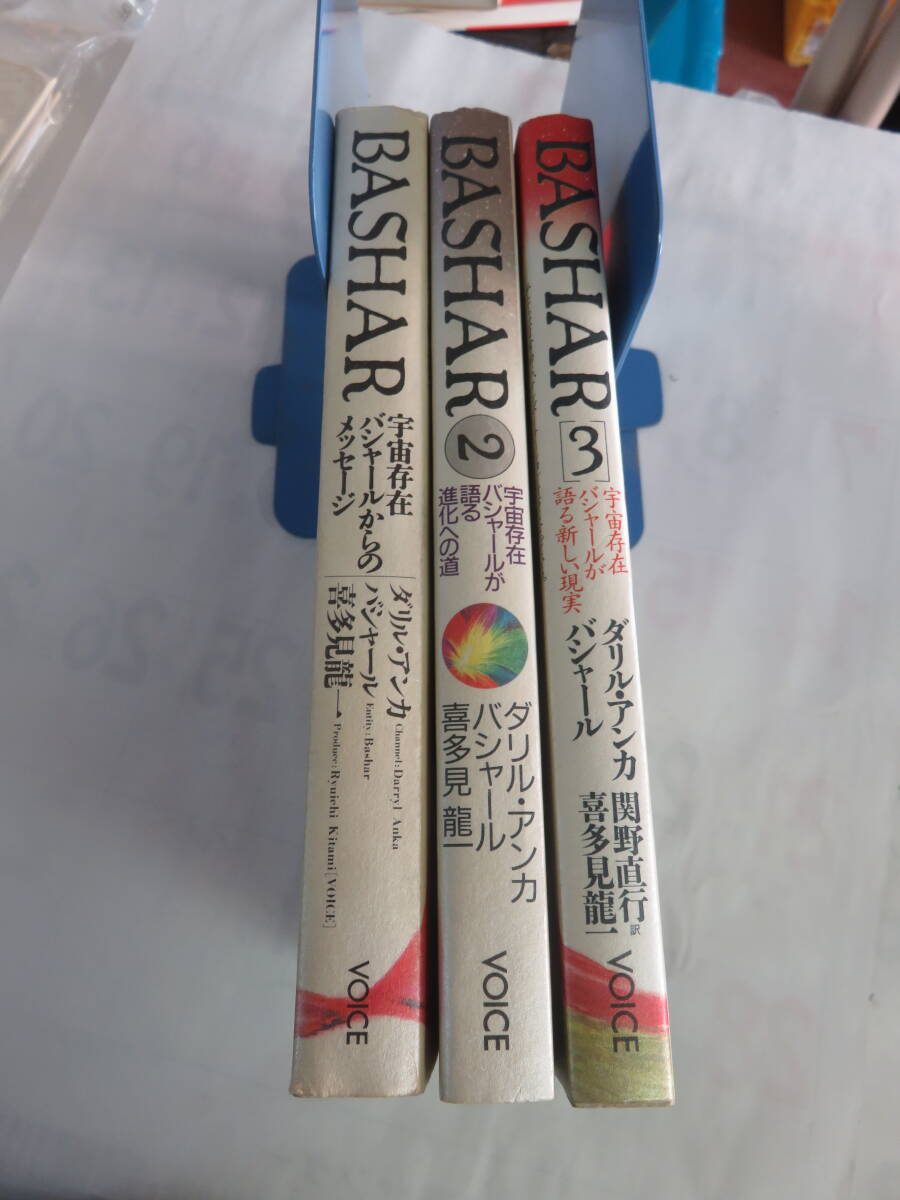 BASHAR
宇宙存在
バシャールからの
メッセージ
ダリル・アンカ Channel: Darryl Anka
バシャール Entity: Bashar
喜多見龍一 Produce: Ryuichi Kitami [VOICE]
VOICE
BASHAR②
宇宙存在
バシャールが
語る
進化への道
ダリル・アンカ
バシャール
喜多見 龍一
VOICE
BASHAR[3]
宇宙存在
バシャールが
語る新しい現実
ダリル・アンカ
バシャール
関野直行 訳
喜多見龍一
VOICE